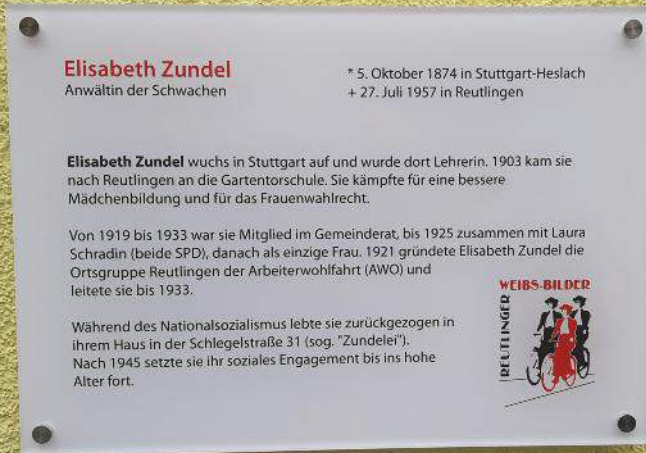 Elisabeth Zundel
Anwältin der Schwachen
* 5. Oktober 1874 in Stuttgart-Heslach
+ 27. Juli 1957 in Reutlingen
Elisabeth Zundel wuchs in Stuttgart auf und wurde dort Lehrerin. 1903 kam sie
nach Reutlingen an die Gartentorschule. Sie kämpfte für eine bessere
Mädchenbildung und für das Frauenwahlrecht.
Von 1919 bis 1933 war sie Mitglied im Gemeinderat, bis 1925 zusammen mit Laura
Schradin (beide SPD), danach als einzige Frau. 1921 gründete Elisabeth Zundel die
Ortsgruppe Reutlingen der Arbeiterwohlfahrt (AWO) und
leitete sie bis 1933.
Während des Nationalsozialismus lebte sie zurückgezogen in
ihrem Haus in der Schlegelstraße 31 (sog. "Zundelei").
Nach 1945 setzte sie ihr soziales Engagement bis ins hohe
Alter fort.
REUTLINGER
WEIBS-BILDER